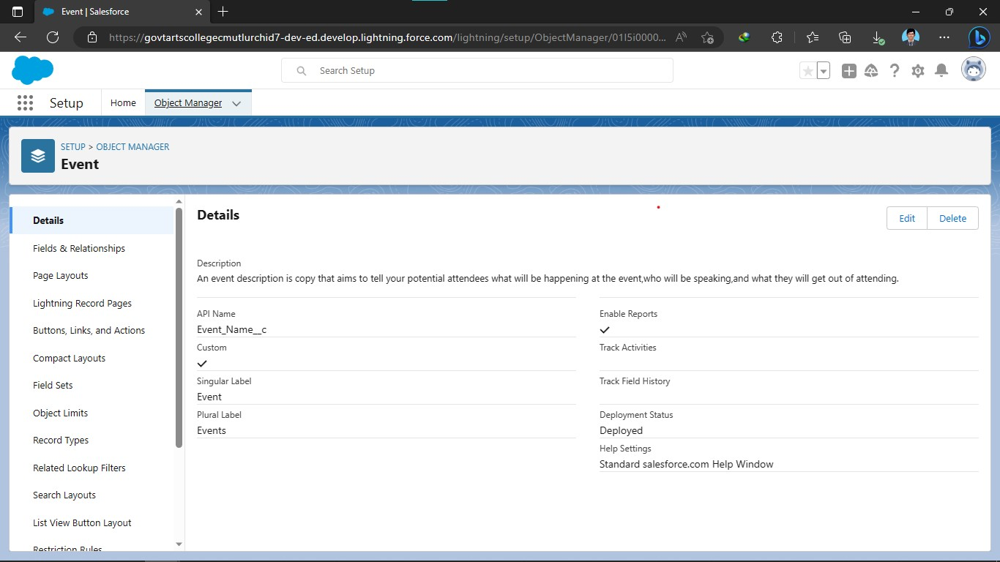 Event | Salesforce
https://govtartscollegecmutlurchid7-dev-ed.develop.lightning.force.com/lightning/setup/ObjectManager/01I5i0000...
Search Setup
Setup
Home
Object Manager
SETUP > OBJECT MANAGER
Event
Details
Fields & Relationships
Page Layouts
Lightning Record Pages
Buttons, Links, and Actions
Compact Layouts
Field Sets
Object Limits
Record Types
Related Lookup Filters
Search Layouts
List View Button Layout
Restriction Rules
Details
Edit
Delete
Description
An event description is copy that aims to tell your potential attendees what will be happening at the event,who will be speaking,and what they will get out of attending.
API Name
Event_Name__c
Custom
Singular Label
Event
Plural Label
Events
Enable Reports
Track Activities
Track Field History
Deployment Status
Deployed
Help Settings
Standard salesforce.com Help Window